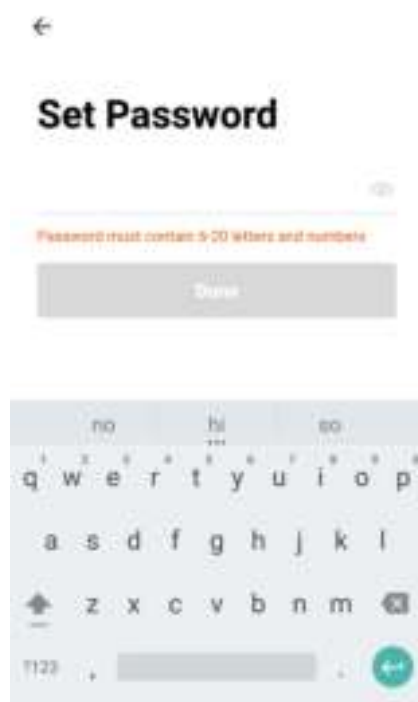 Set Password
Password must contain 6-20 letters and numbers
Done
no hi so
q w e r t y u i o p
a s d f g h j k l
z x c v b n m
?123 , .